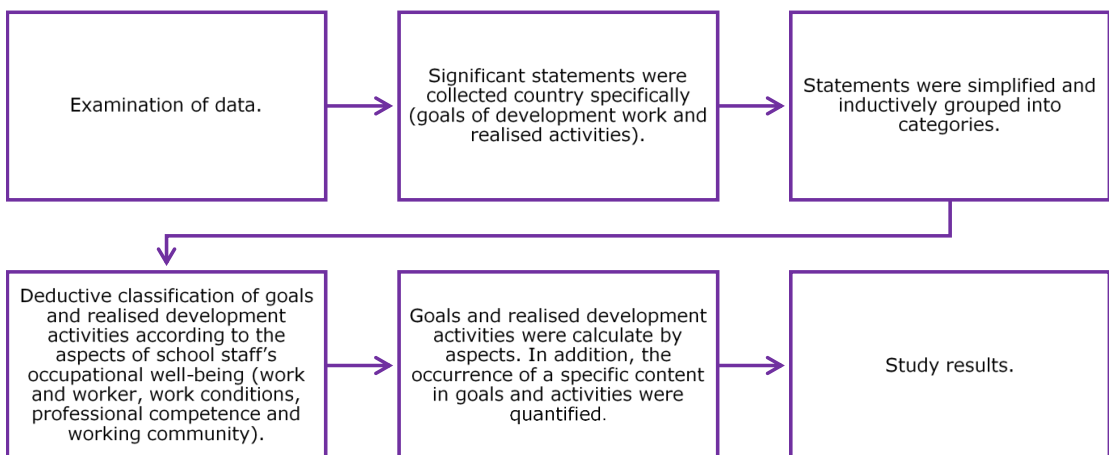 Examination of data.
Significant statements were
collected country specifically
(goals of development work and
realised activities).
Statements were simplified and
inductively grouped into
categories.
Deductive classification of goals
and realised development
activities according to the
aspects of school staff's
occupational well-being (work
and worker, work conditions,
professional competence and
working community).
Goals and realised development
activities were calculate by
aspects. In addition, the
occurrence of a specific content
in goals and activities were
quantified.
Study results.